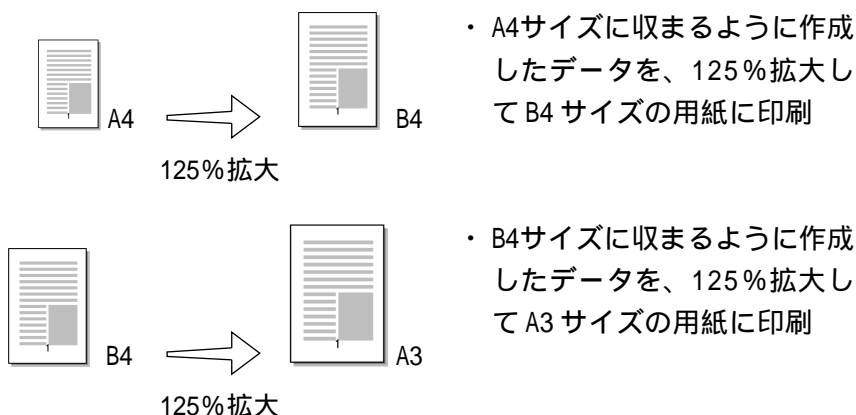 A4
B4
125%拡大
・ A4サイズに収まるように作成
したデータを、125%拡大し
て B4 サイズの用紙に印刷
B4
A3
125%拡大
・ B4サイズに収まるように作成
したデータを、125%拡大し
て A3 サイズの用紙に印刷